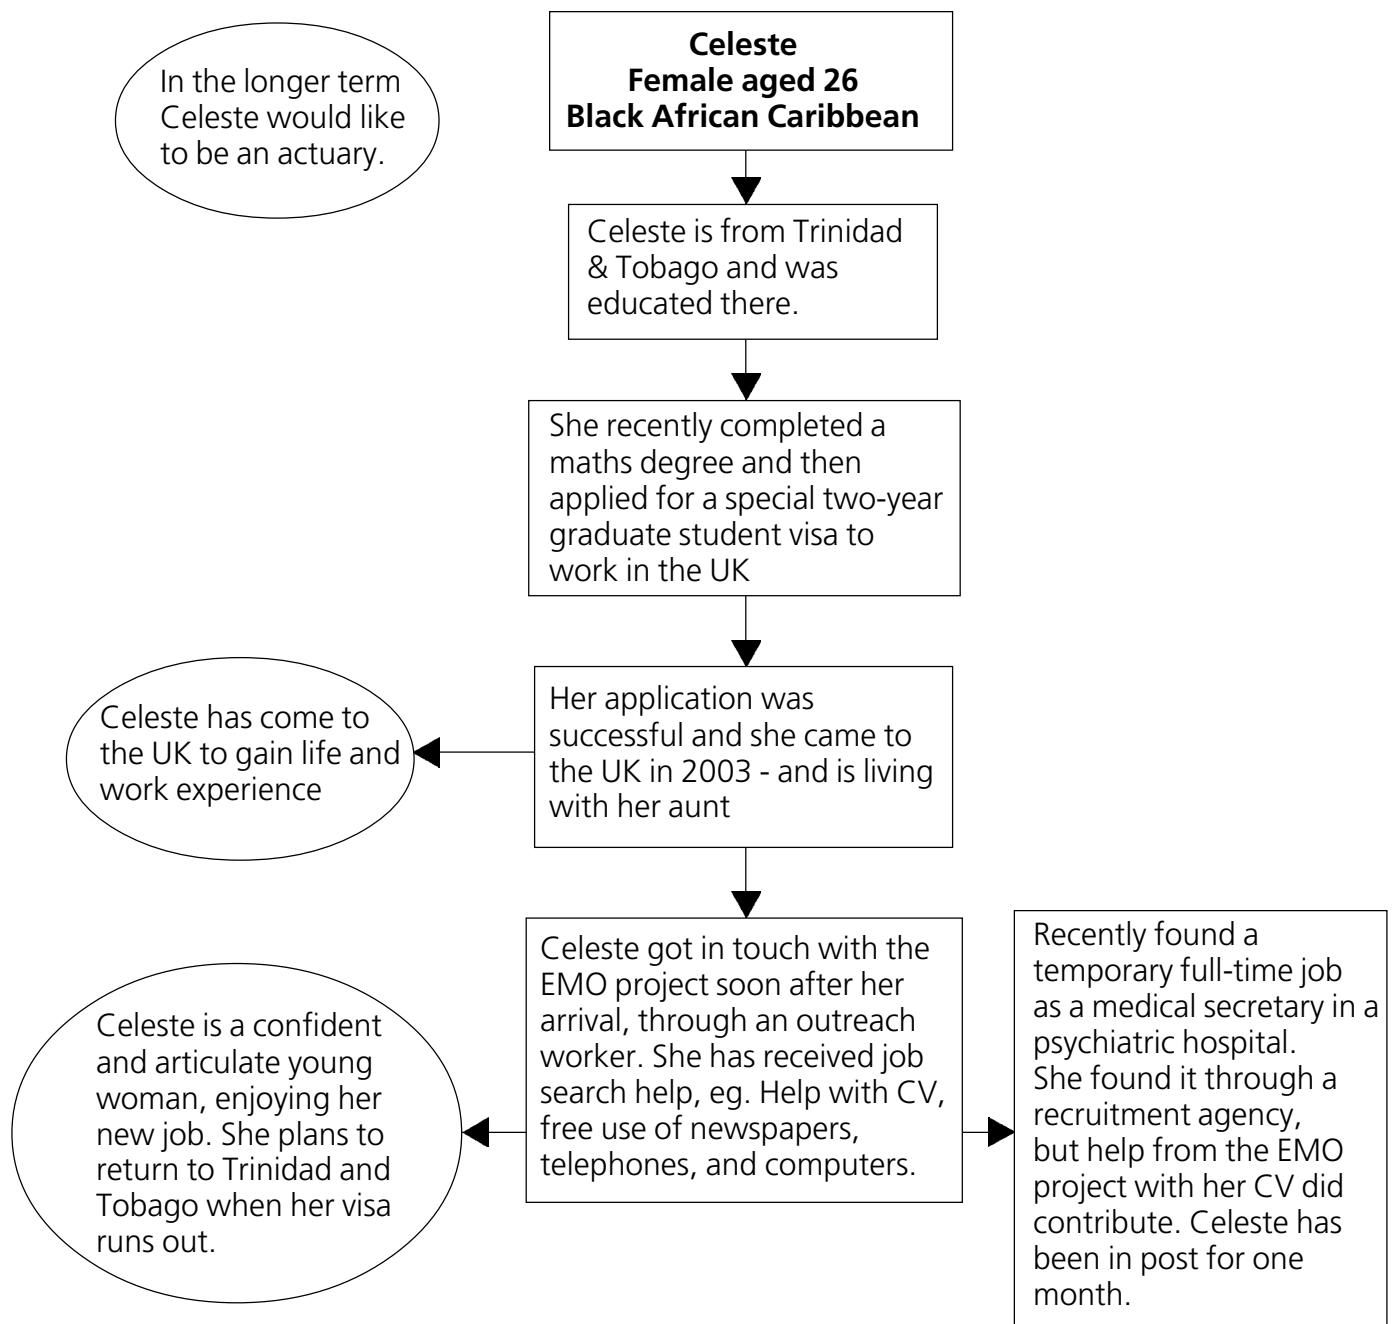 In the longer term
Celeste would like
to be an actuary.
Celeste
Female aged 26
Black African Caribbean
Celeste is from Trinidad
& Tobago and was
educated there.
She recently completed a
maths degree and then
applied for a special two-year
graduate student visa to
work in the UK
Celeste has come to
the UK to gain life and
work experience
Her application was
successful and she came to
the UK in 2003 - and is living
with her aunt
Celeste is a confident
and articulate young
woman, enjoying her
new job. She plans to
return to Trinidad and
Tobago when her visa
runs out.
Celeste got in touch with the
EMO project soon after her
arrival, through an outreach
worker. She has received job
search help, eg. Help with CV,
free use of newspapers,
telephones, and computers.
Recently found a
temporary full-time job
as a medical secretary in a
psychiatric hospital.
She found it through a
recruitment agency,
but help from the EMO
project with her CV did
contribute. Celeste has
been in post for one
month.